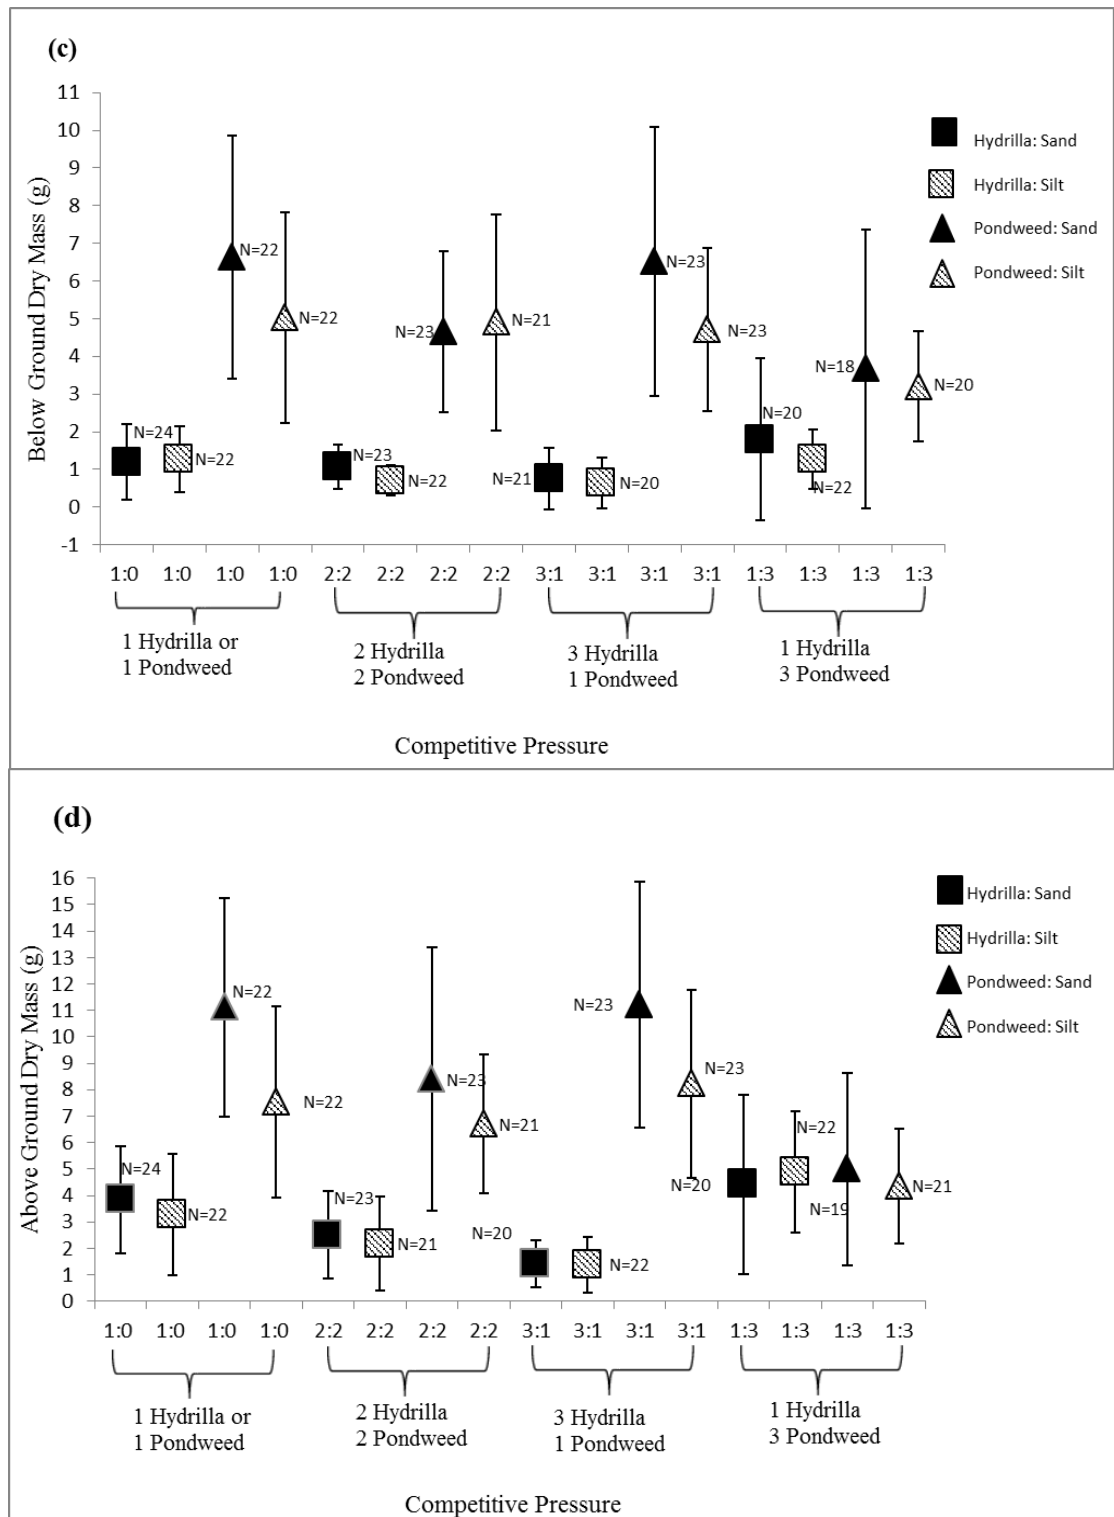 (c)
Below Ground Dry Mass (g)
11
10
9
8
7
6
5
4
3
2
1
0
-1
N=24
N=22
N=22
N=22
N=23
N=22
N=23
N=21
N=21
N=20
N=23
N=23
N=20
N=22
N=18
N=20
Hydrilla: Sand
Hydrilla: Silt
Pondweed: Sand
Pondweed: Silt
1:0 1:0 1:0 1:0 2:2 2:2 2:2 2:2 3:1 3:1 3:1 3:1 1:3 1:3 1:3 1:3
1 Hydrilla or
1 Pondweed
2 Hydrilla
2 Pondweed
3 Hydrilla
1 Pondweed
1 Hydrilla
3 Pondweed
Competitive Pressure
(d)
Above Ground Dry Mass (g)
16
15
14
13
12
11
10
9
8
7
6
5
4
3
2
1
0
N=24
N=22
N=22
N=22
N=23
N=21
N=23
N=21
N=20
N=22
N=23
N=23
N=20
N=22
N=19
N=21
Hydrilla: Sand
Hydrilla: Silt
Pondweed: Sand
Pondweed: Silt
1:0 1:0 1:0 1:0 2:2 2:2 2:2 2:2 3:1 3:1 3:1 3:1 1:3 1:3 1:3 1:3
1 Hydrilla or
1 Pondweed
2 Hydrilla
2 Pondweed
3 Hydrilla
1 Pondweed
1 Hydrilla
3 Pondweed
Competitive Pressure